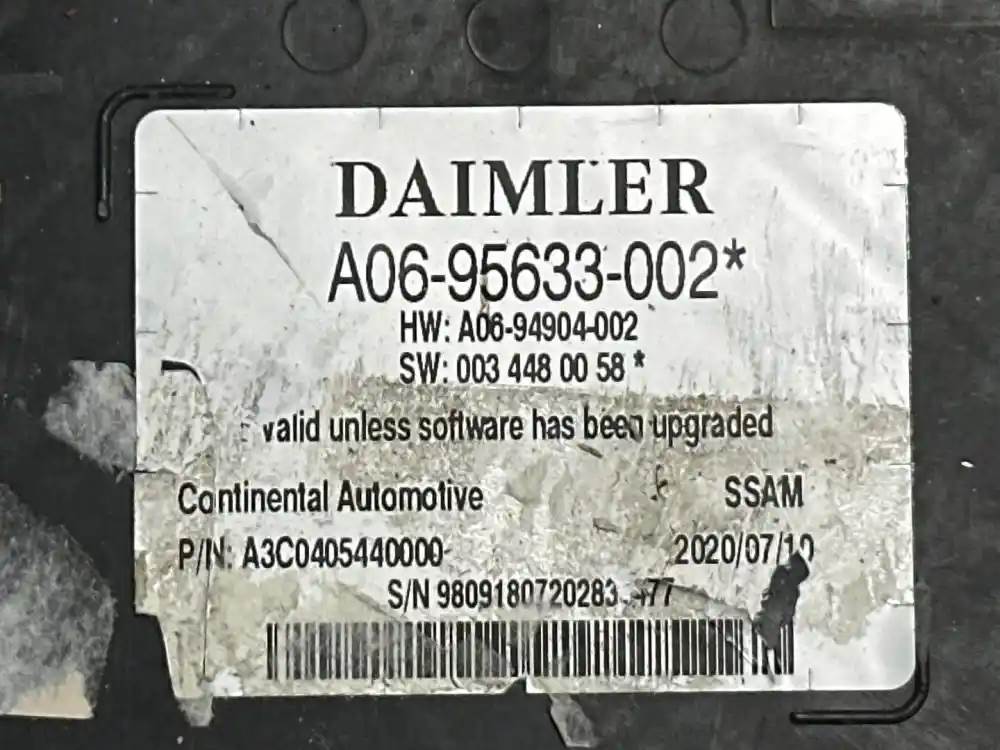 DAIMLER
A06-95633-002*
HW: A06-94904-002
SW: 003 448 00 58 *
valid unless software has been upgraded
Continental Automotive SSAM
P/N: A3C0405440000 2020/07/10
S/N